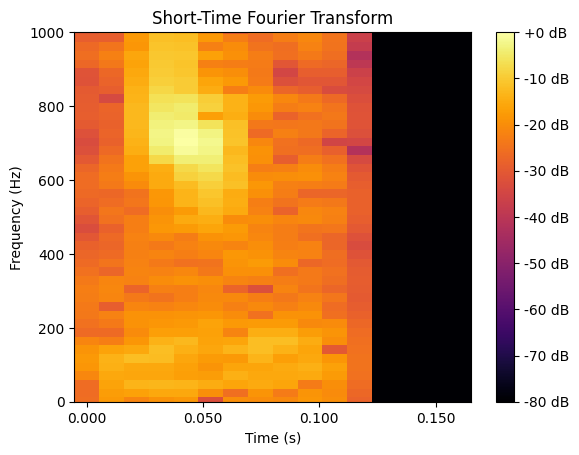 Short-Time Fourier Transform
1000
800
600
400
200
0
Frequency (Hz)
0.000
0.050
0.100
0.150
Time (s)
+0 dB
-10 dB
-20 dB
-30 dB
-40 dB
-50 dB
-60 dB
-70 dB
-80 dB